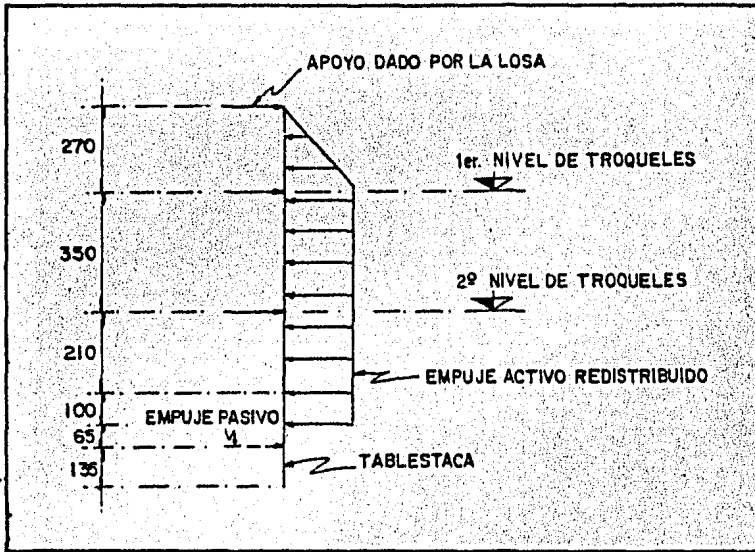 APOYO DADO POR LA LOSA
270
1er. NIVEL DE TROQUELES
350
2º NIVEL DE TROQUELES
210
EMPUJE ACTIVO REDISTRIBUIDO
100
EMPUJE PASIVO
65
TABLESTACA
135